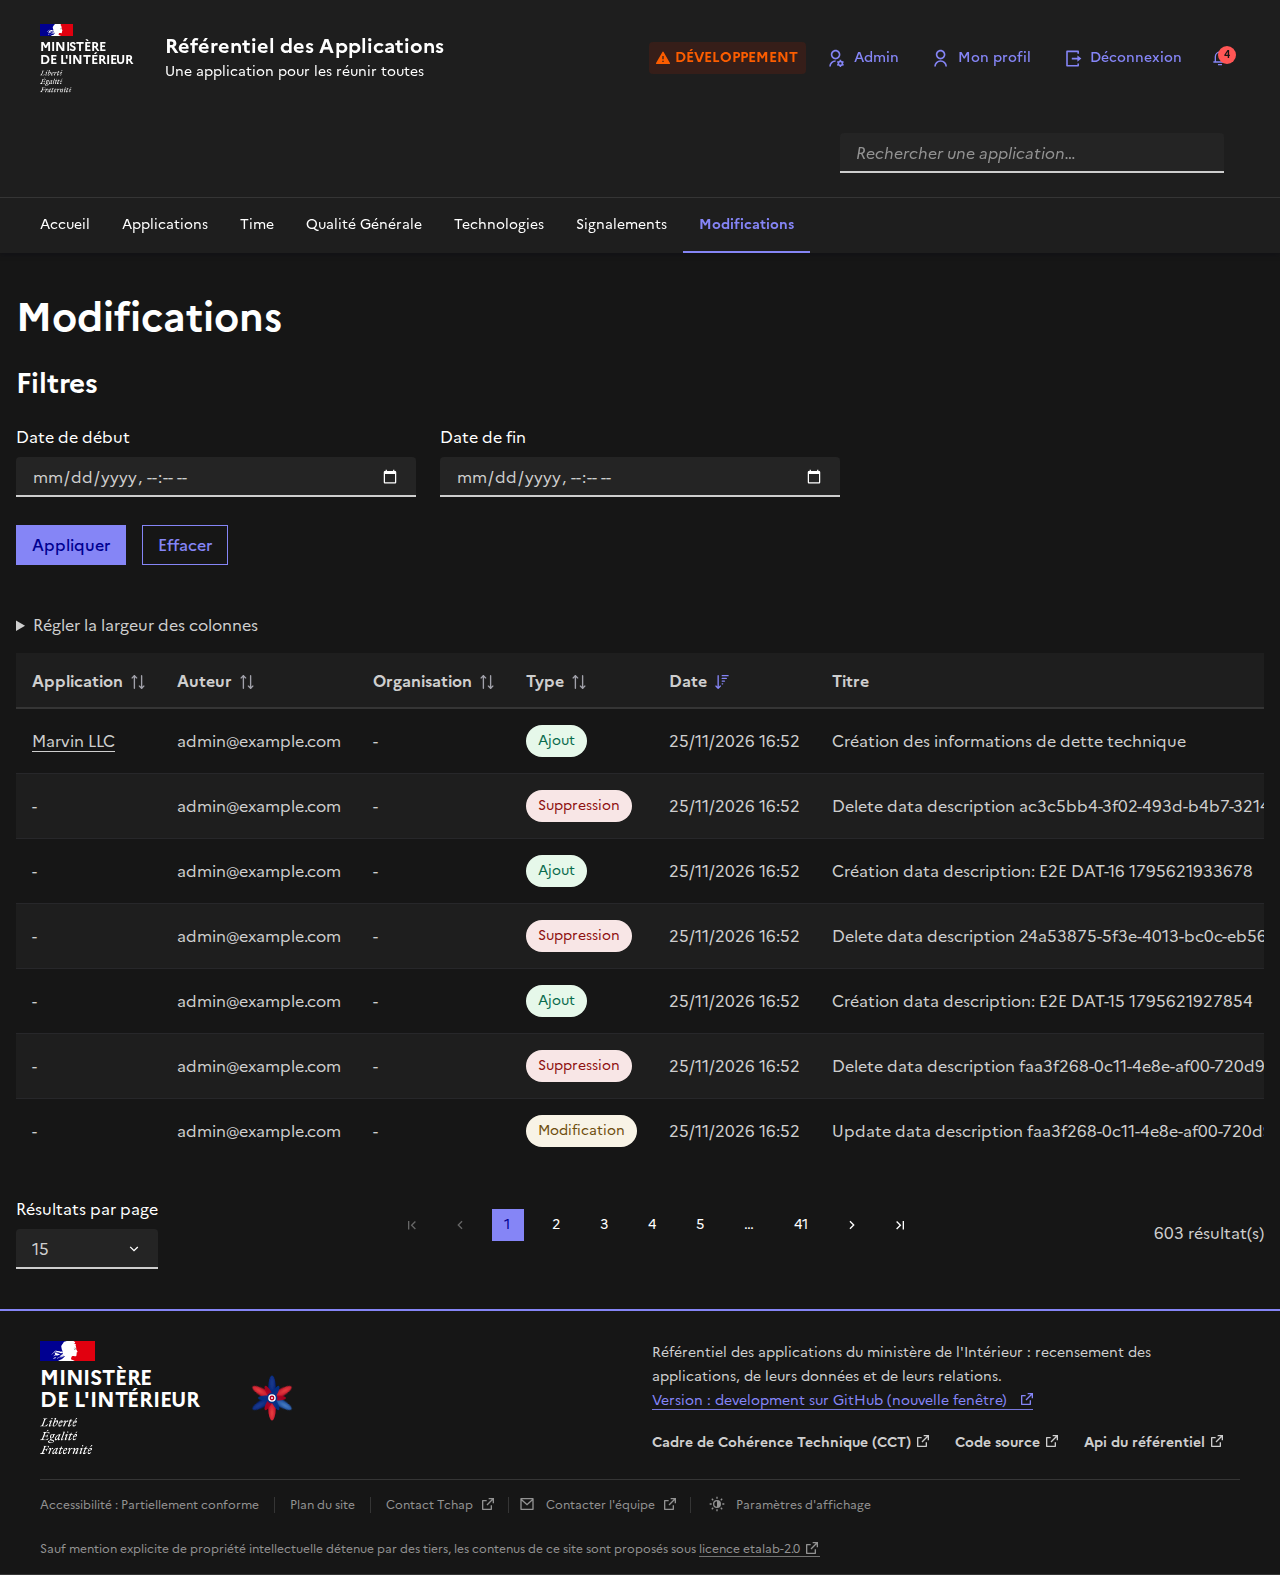 MINISTÈRE
DE L'INTÉRIEUR
Liberté
Égalité
Fraternité
Référentiel des Applications
Une application pour les réunir toutes
DÉVELOPPEMENT
Admin
Mon profil
Déconnexion
4
Rechercher une application...
Accueil
Applications
Time
Qualité Générale
Technologies
Signalements
Modifications
Modifications
Filtres
Date de début
Date de fin
mm/dd/yyyy, --:-- --
mm/dd/yyyy, --:-- --
Appliquer
Effacer
Régler la largeur des colonnes
Application Auteur Organisation Type Date Titre
Marvin LLC admin@example.com - Ajout 25/11/2026 16:52 Création des informations de dette technique
- admin@example.com - Suppression 25/11/2026 16:52 Delete data description ac3c5bb4-3f02-493d-b4b7-3214
- admin@example.com - Ajout 25/11/2026 16:52 Création data description: E2E DAT-16 1795621933678
- admin@example.com - Suppression 25/11/2026 16:52 Delete data description 24a53875-5f3e-4013-bc0c-eb56
- admin@example.com - Ajout 25/11/2026 16:52 Création data description: E2E DAT-15 1795621927854
- admin@example.com - Suppression 25/11/2026 16:52 Delete data description faa3f268-0c11-4e8e-af00-720d9
- admin@example.com - Modification 25/11/2026 16:52 Update data description faa3f268-0c11-4e8e-af00-720d
Résultats par page
15
1 2 3 4 5 ... 41
603 résultat(s)
MINISTÈRE
DE L'INTÉRIEUR
Liberté
Égalité
Fraternité
Référentiel des applications du ministère de l'Intérieur : recensement des
applications, de leurs données et de leurs relations.
Version : development sur GitHub (nouvelle fenêtre)
Cadre de Cohérence Technique (CCT)
Code source
Api du référentiel
Accessibilité : Partiellement conforme
Plan du site
Contact Tchap
Contacter l'équipe
Paramètres d'affichage
Sauf mention explicite de propriété intellectuelle détenue par des tiers, les contenus de ce site sont proposés sous licence etalab-2.0